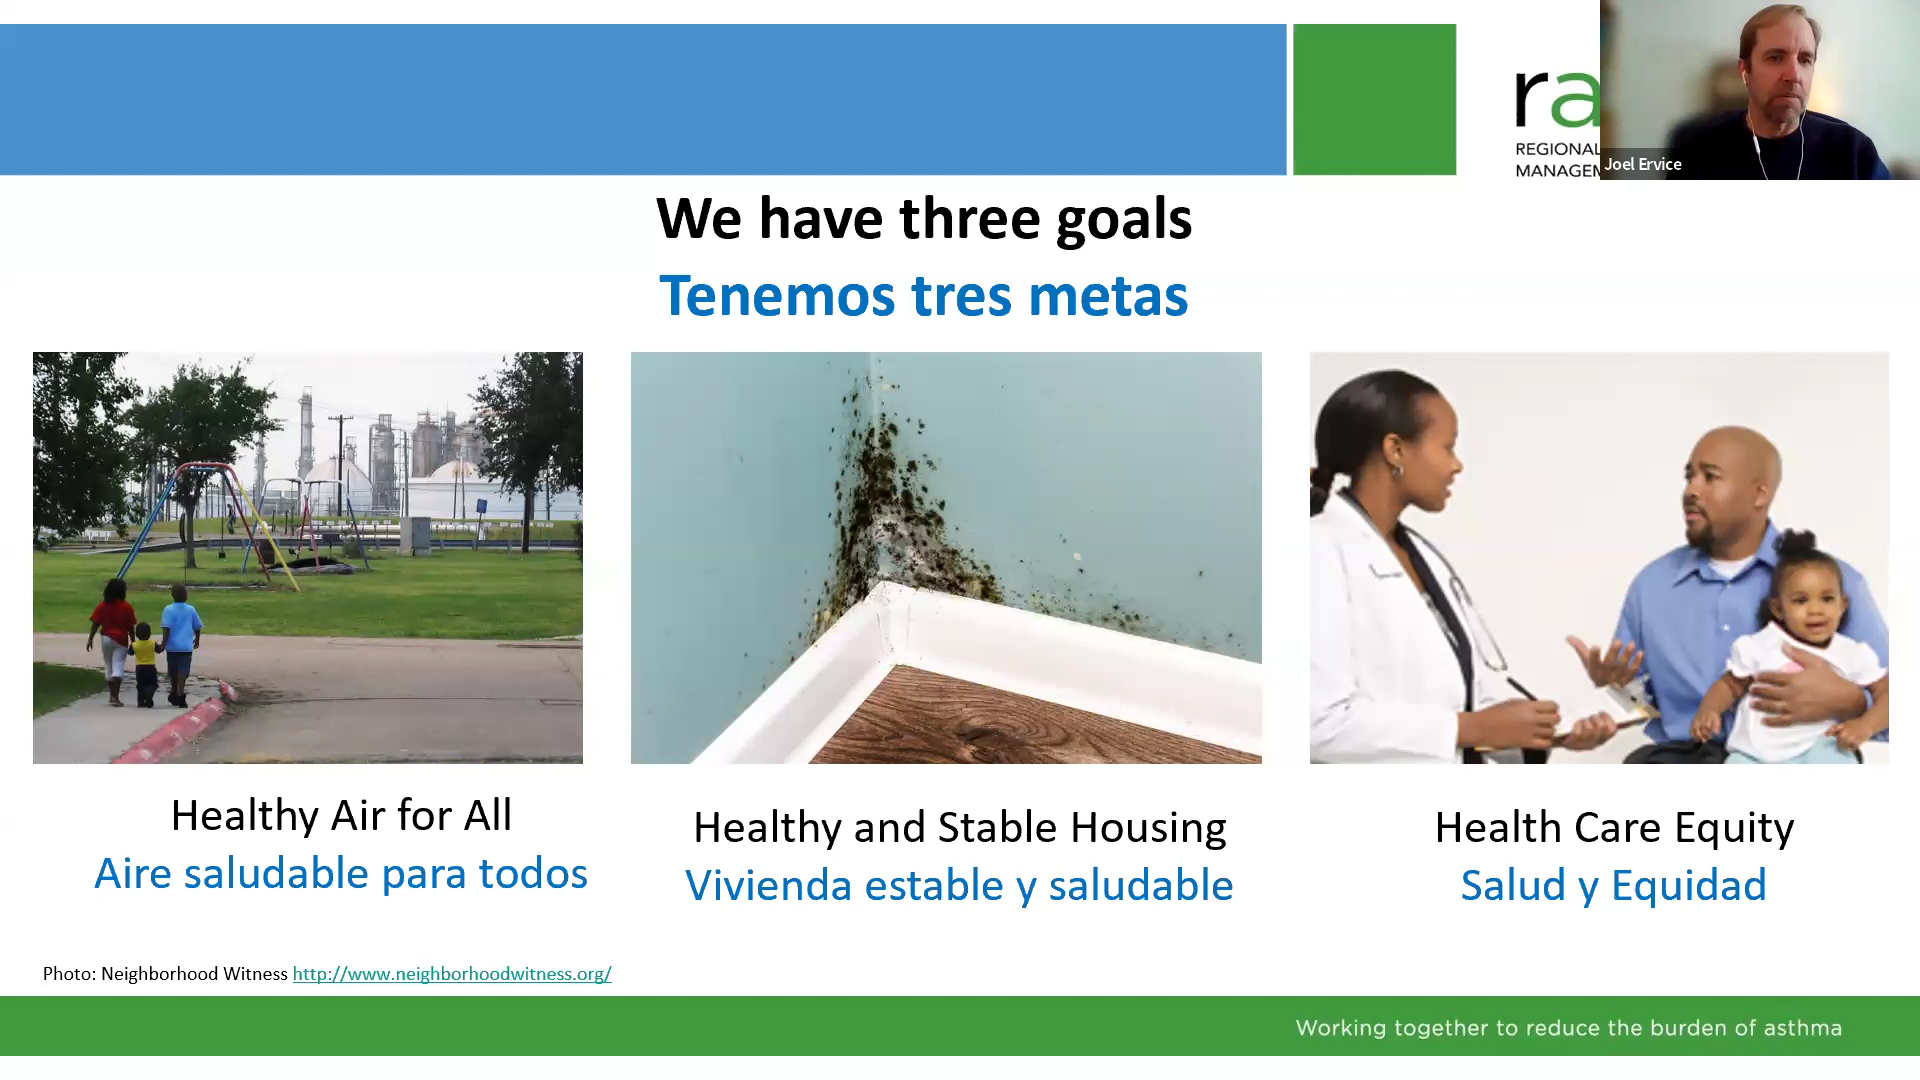 ra
REGIONAL
Joel Ervice
We have three goals
Tenemos tres metas
Healthy Air for All
Aire saludable para todos
Healthy and Stable Housing
Vivienda estable y saludable
Health Care Equity
Salud y Equidad
Photo: Neighborhood Witness http://www.neighborhoodwitness.org/
Working together to reduce the burden of asthma